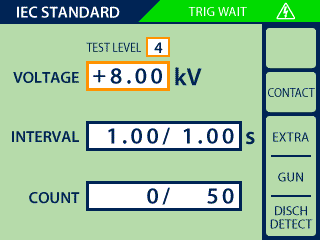 IEC STANDARD TRIG WAIT
TEST LEVEL 4
VOLTAGE +8.00 kV
CONTACT
INTERVAL 1.00/ 1.00 s
EXTRA
GUN
COUNT 0/ 50
DISCH
DETECT